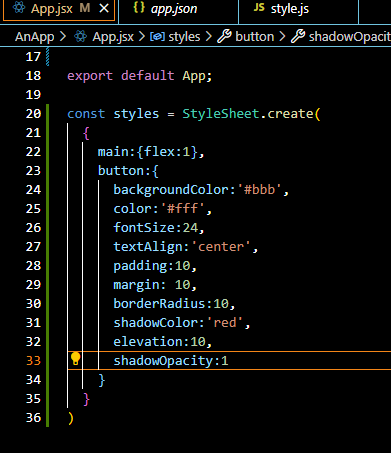 App.jsx M app.json JS style.js
AnApp > App.jsx > styles > button > shadowOpacit
17
18 export default App;
19
20 const styles = StyleSheet.create(
21 {
22 main:{flex:1},
23 button:{
24 backgroundColor:'#bbb',
25 color:'#fff',
26 fontSize:24,
27 textAlign:'center',
28 padding:10,
29 margin: 10,
30 borderRadius:10,
31 shadowColor:'red',
32 elevation:10,
33 shadowOpacity:1
34 }
35 }
36 )